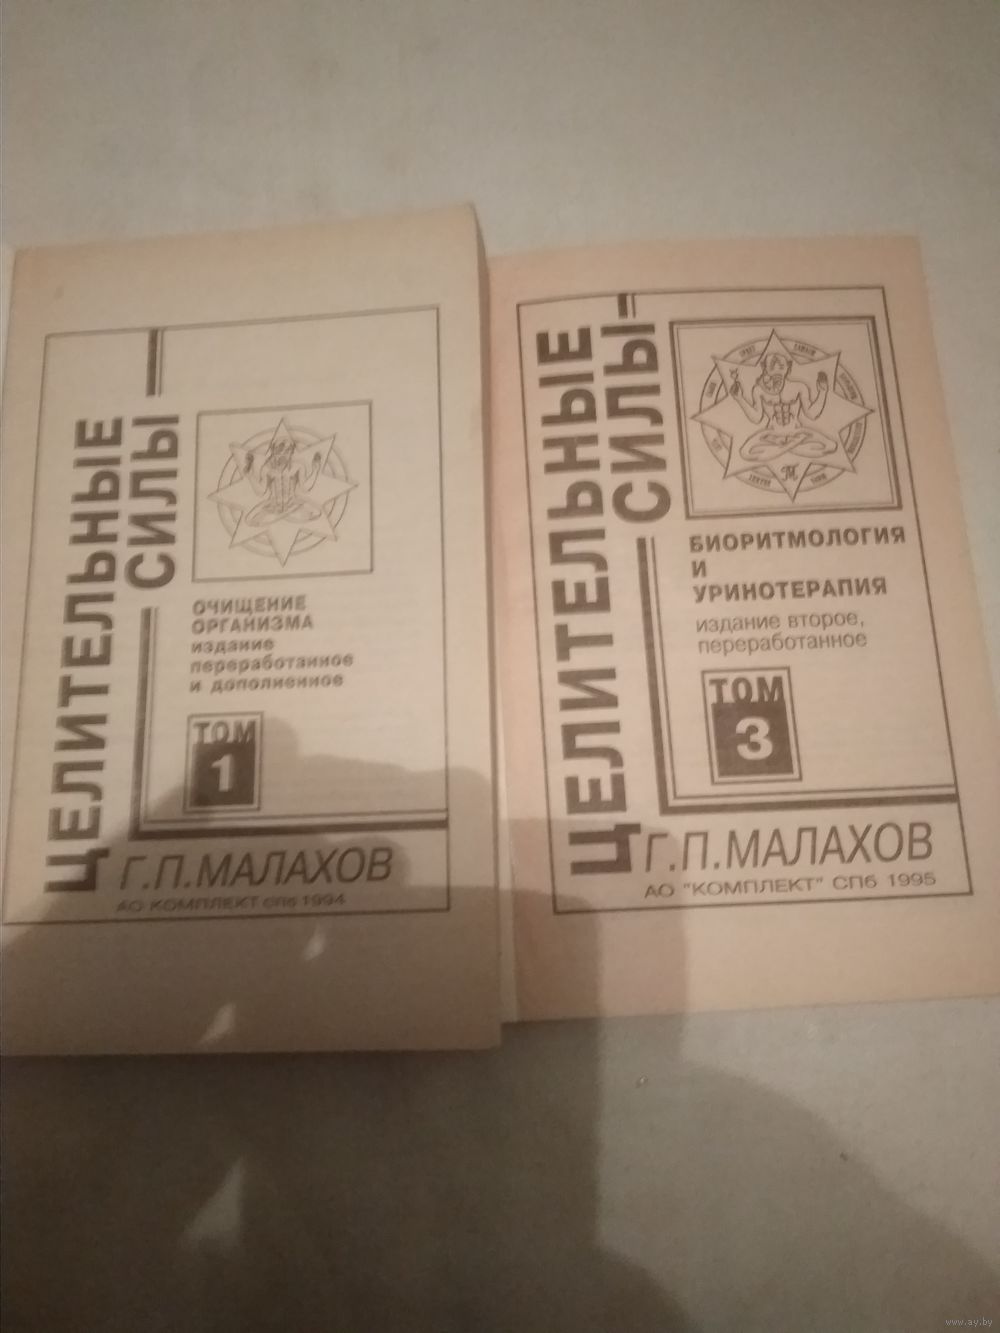 ЦЕЛИТЕЛЬНЫЕ
СИЛЫ
ОЧИЩЕНИЕ
ОРГАНИЗМА
издание
переработанное
и дополненное
ТОМ
1
Г.П.МАЛАХОВ
АО КОМПЛЕКТ СПб 1994
ЦЕЛИТЕЛЬНЫЕ
СИЛЫ
БИОРИТМОЛОГИЯ
И
УРИНОТЕРАПИЯ
издание второе,
переработанное
ТОМ
3
Г.П.МАЛАХОВ
АО "КОМПЛЕКТ" СПб 1995
www.ay.by